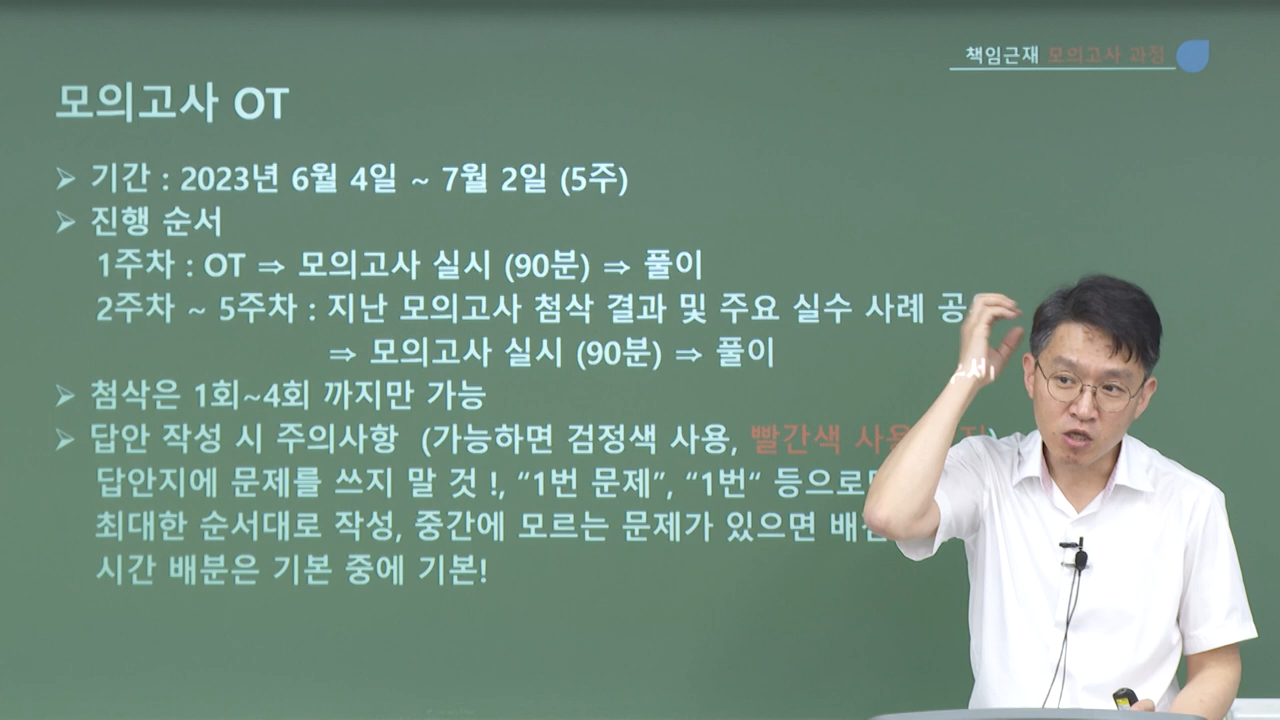 책임근재 모의고사 과정
모의고사 OT
➢ 기간 : 2023년 6월 4일 ~ 7월 2일 (5주)
➢ 진행 순서
1주차 : OT ⇒ 모의고사 실시 (90분) ⇒ 풀이
2주차 ~ 5주차 : 지난 모의고사 첨삭 결과 및 주요 실수 사례 공
⇒ 모의고사 실시 (90분) ⇒ 풀이
➢ 첨삭은 1회~4회 까지만 가능
➢ 답안 작성 시 주의사항 (가능하면 검정색 사용, 빨간색 사용
답안지에 문제를 쓰지 말 것 !, “1번 문제”, “1번“ 등으로
최대한 순서대로 작성, 중간에 모르는 문제가 있으면
시간 배분은 기본 중에 기본!